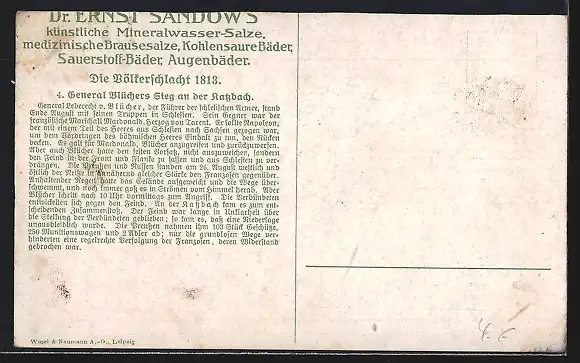 Dr. ERNST SANDOW'S
künstliche Mineralwasser-Salze,
medizinische Brausesalze, Kohlensaure Bäder,
Sauerstoff-Bäder, Augenbäder.
Die Völkerschlacht 1813.
4. General Blüchers Sieg an der Katzbach.
General Leberecht v. Blücher, der Führer der schlesischen Armee, stand
Ende August mit seinen Truppen in Schlesien. Sein Gegner war der
französische Marschall Macdonald, Herzog von Tarent. Er sollte Napoleon,
der mit einem Teil des Heeres aus Schlesien nach Sachsen gezogen war,
um dem Vordringen des böhmischen Heeres Einhalt zu tun, den Rücken
decken. Es galt für Macdonald, Blücher anzugreifen und zurückzuwerfen.
Aber auch Blücher hatte den festen Vorsatz, nicht auszuweichen, sondern
den Feind in der Front und Flanke zu fassen und aus Schlesien zu ver-
drängen. Die Preußen und Russen standen am 26. August westlich und
östlich der Neiße in annähernd gleicher Stärke den Franzosen gegenüber.
Anhaltender Regen hatte das Gelände aufgeweicht und die Wege über-
schwemmt, und noch immer goß es in Strömen vom Himmel herab. Aber
Blücher schritt nach 10 Uhr vormittags zum Angriff. Die Verbündeten
entwickelten sich gegen den Feind. An der Katzbach kam es zum ent-
scheidenden Zusammenstoß. Der Feind war lange in Unklarheit über
die Stellung der Verbündeten geblieben; so kam es, daß eine Niederlage
unausbleiblich wurde. Die Preußen nahmen ihm 103 Stück Geschütze,
250 Munitionswagen und 2 Adler ab; nur die grundlosen Wege ver-
hinderten eine regelrechte Verfolgung der Franzosen, deren Widerstand
gebrochen war.
Wezel & Naumann A.-G., Leipzig